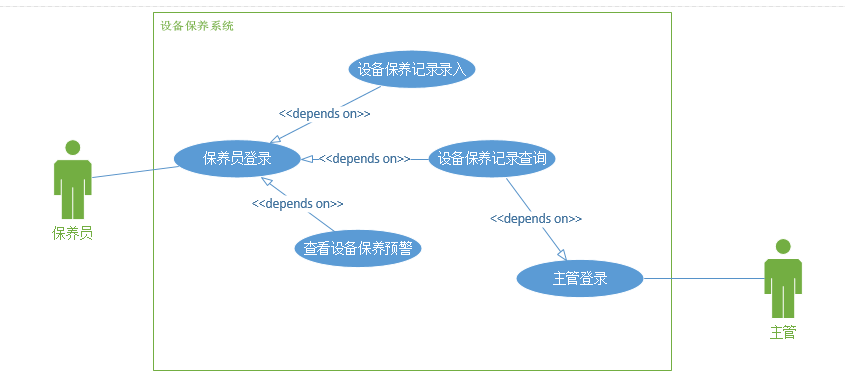 设备保养系统
设备保养记录录入
<<depends on>>
保养员登录
<<depends on>>
设备保养记录查询
<<depends on>>
<<depends on>>
保养员
查看设备保养预警
主管登录
主管